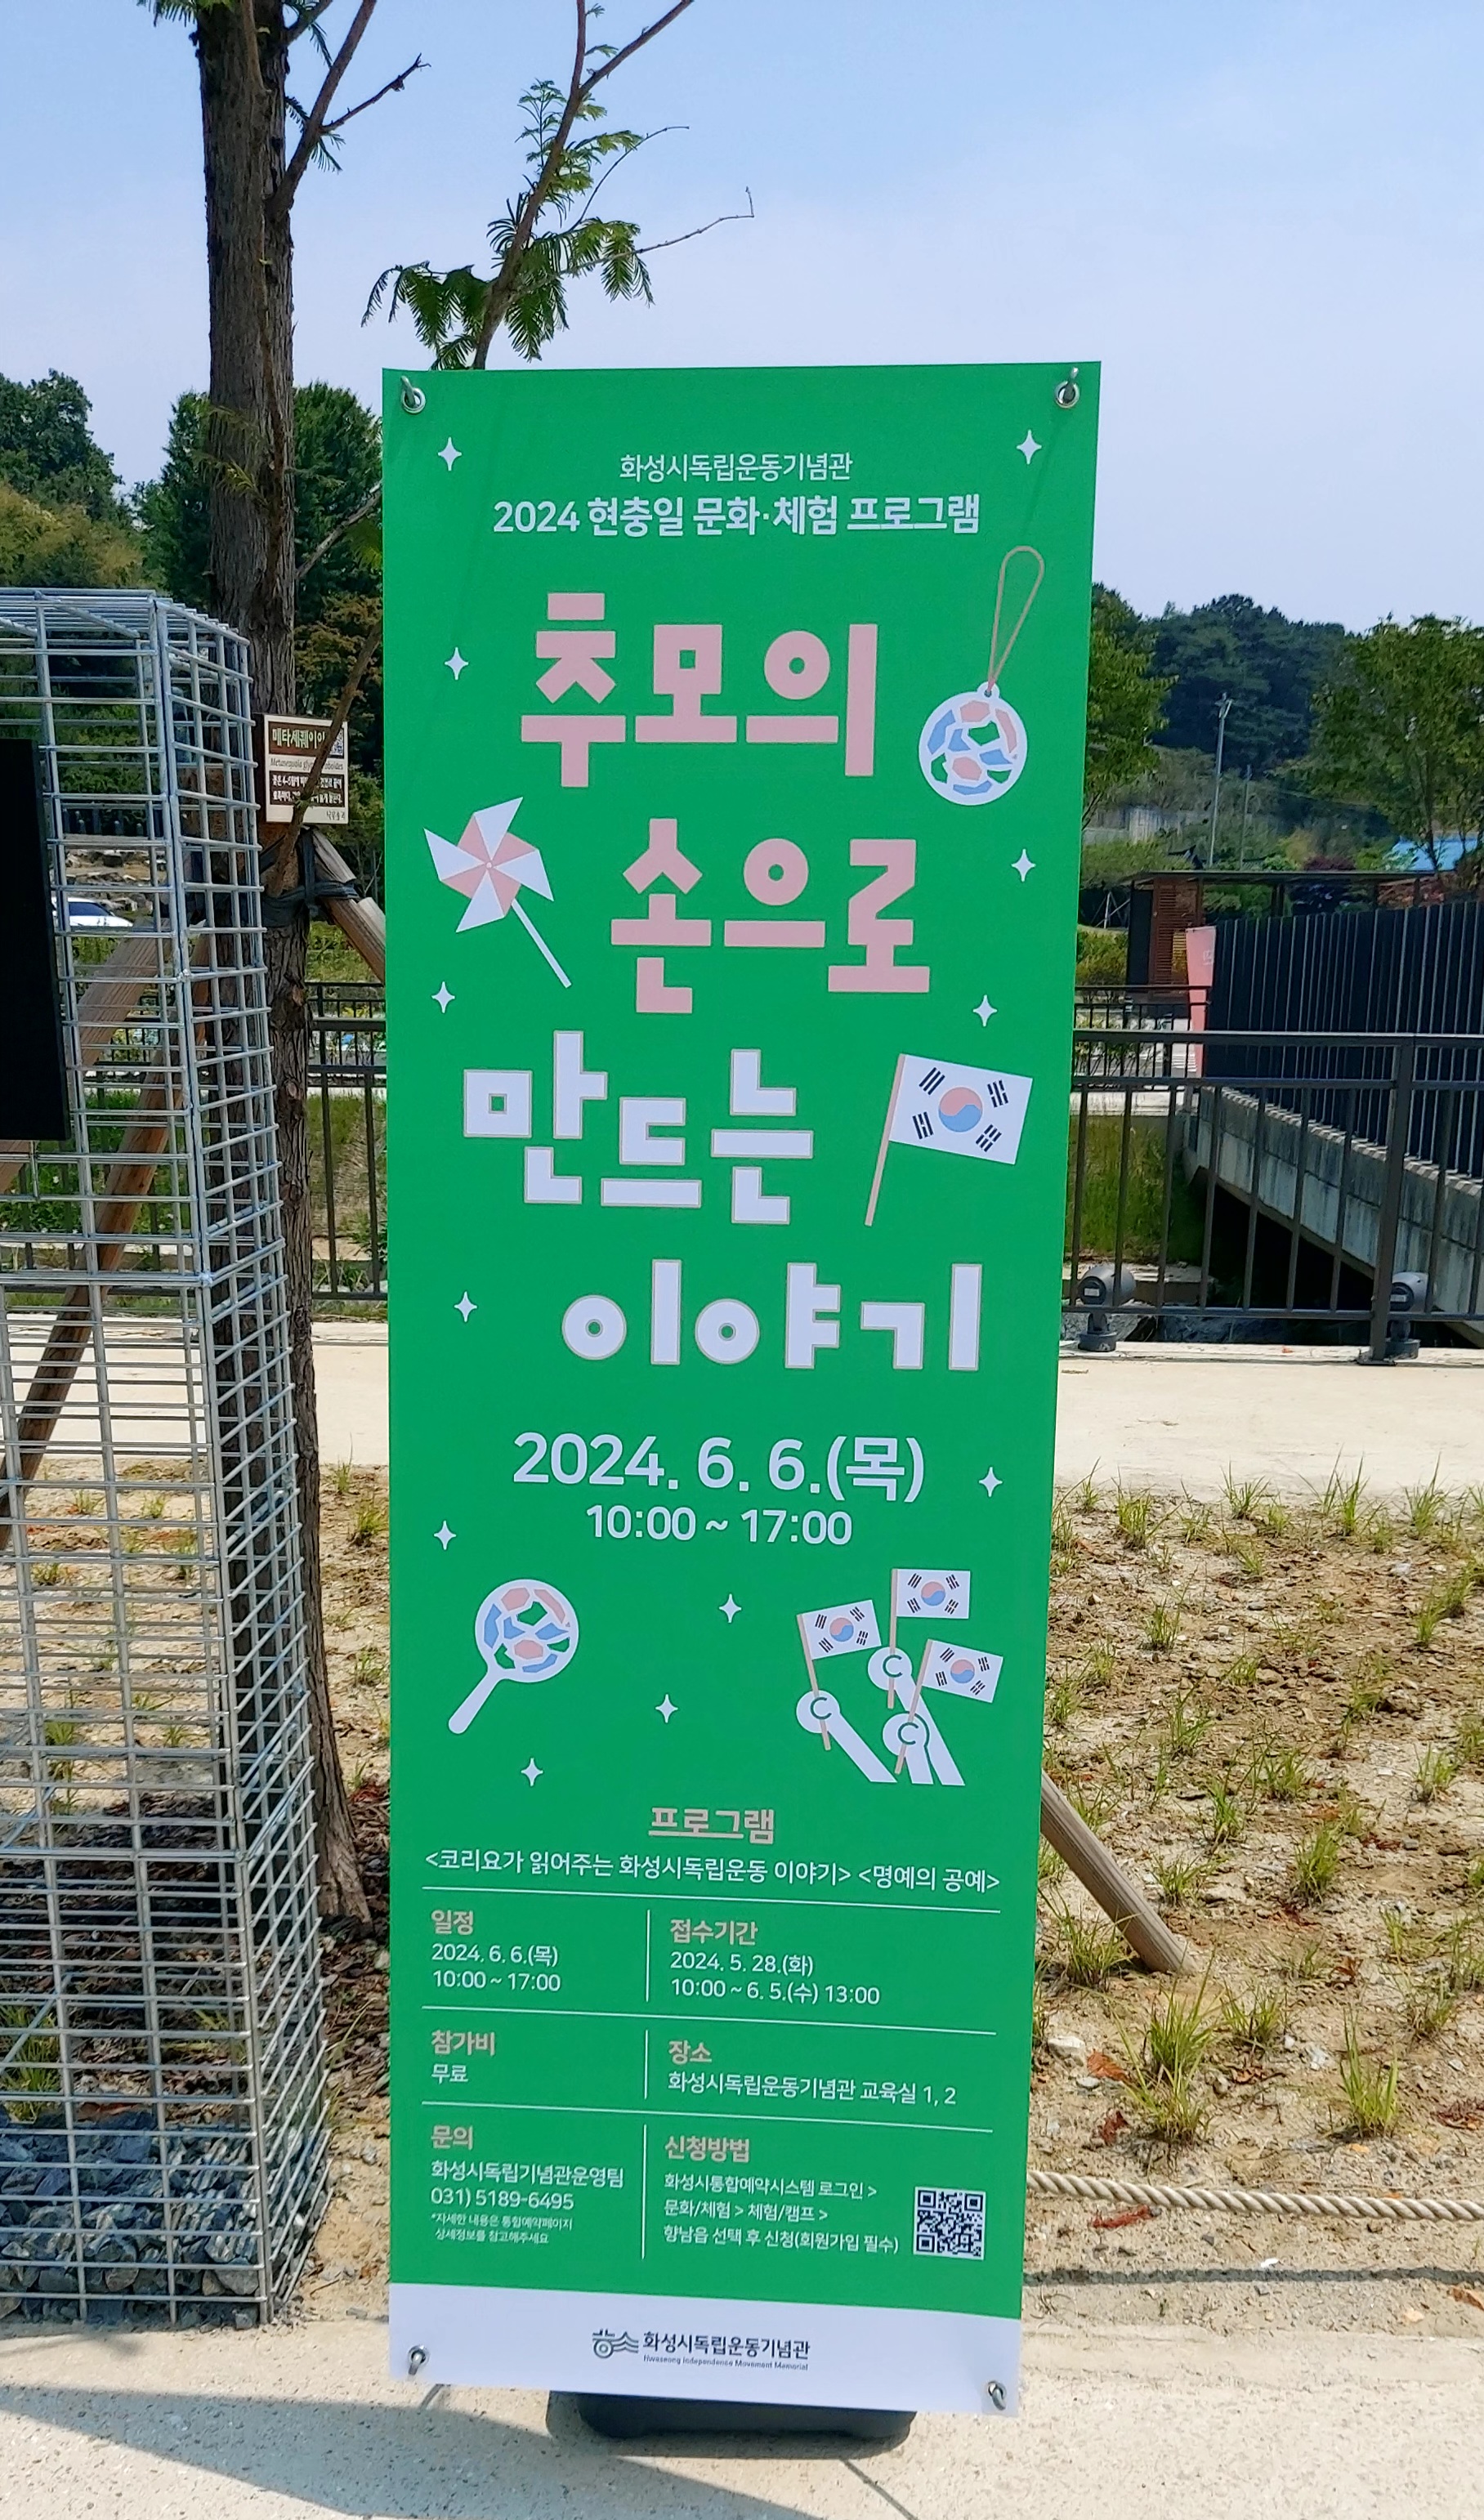 화성시독립운동기념관
2024 현충일 문화·체험 프로그램
추모의
손으로
만드는
이야기
2024. 6. 6.(목)
10:00 ~ 17:00
프로그램
<코리요가 읽어주는 화성시독립운동 이야기> <명예의 공예>
일정
2024. 6. 6.(목)
10:00 ~ 17:00
접수기간
2024. 5. 28.(화)
10:00 ~ 6. 5.(수) 13:00
참가비
무료
장소
화성시독립운동기념관 교육실 1, 2
문의
화성시독립기념관운영팀
031) 5189-6495
*자세한 내용은 통합예약페이지
상세정보를 참고해주세요
신청방법
화성시통합예약시스템 로그인 >
문화/체험 > 체험/캠프 >
향남읍 선택 후 신청(회원가입 필수)
화성시독립운동기념관
Hwaseong Independence Movement Memorial
메타세쿼이아
Metasequoia